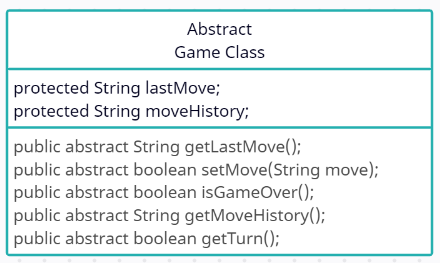 Abstract
Game Class
protected String lastMove;
protected String moveHistory;
public abstract String getLastMove();
public abstract boolean setMove(String move);
public abstract boolean isGameOver();
public abstract String getMoveHistory();
public abstract boolean getTurn();